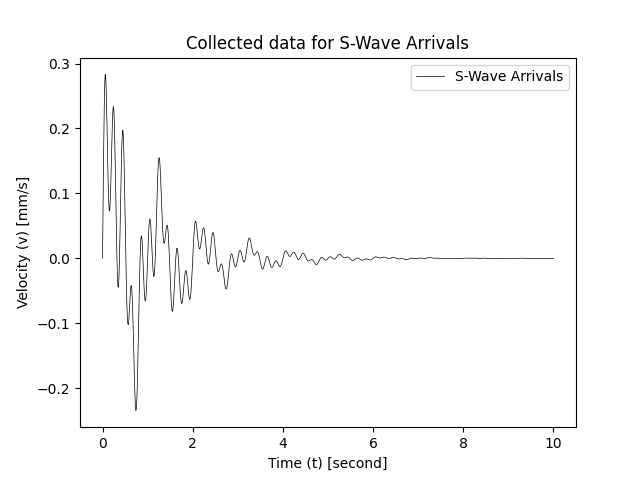 Collected data for S-Wave Arrivals
S-Wave Arrivals
Velocity (v) [mm/s]
0.3
0.2
0.1
0.0
−0.1
−0.2
0 2 4 6 8 10
Time (t) [second]